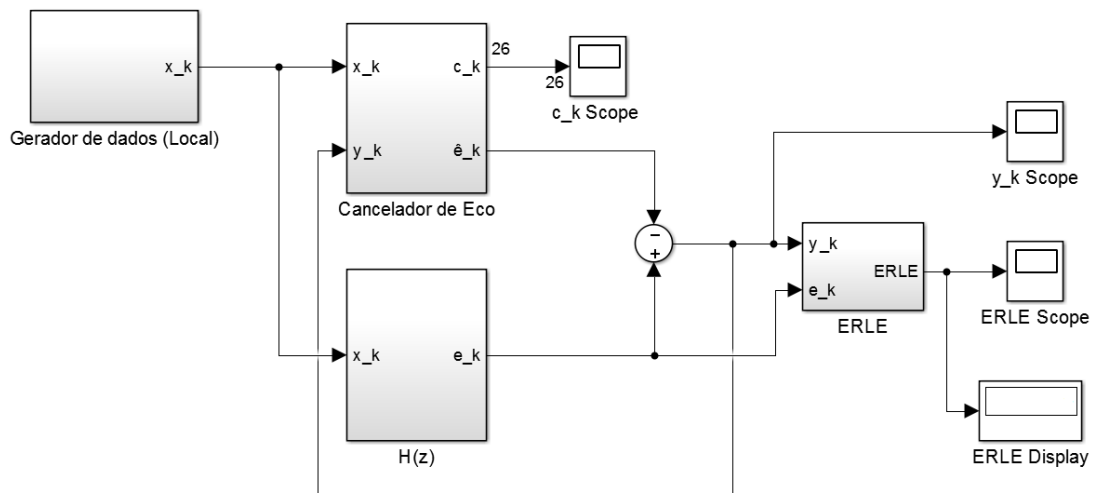 x_k
Gerador de dados (Local)
x_k
c_k
y_k
ê_k
Cancelador de Eco
26
26
c_k Scope
y_k Scope
−
+
y_k
ERLE
e_k
ERLE
ERLE Scope
x_k
e_k
H(z)
ERLE Display